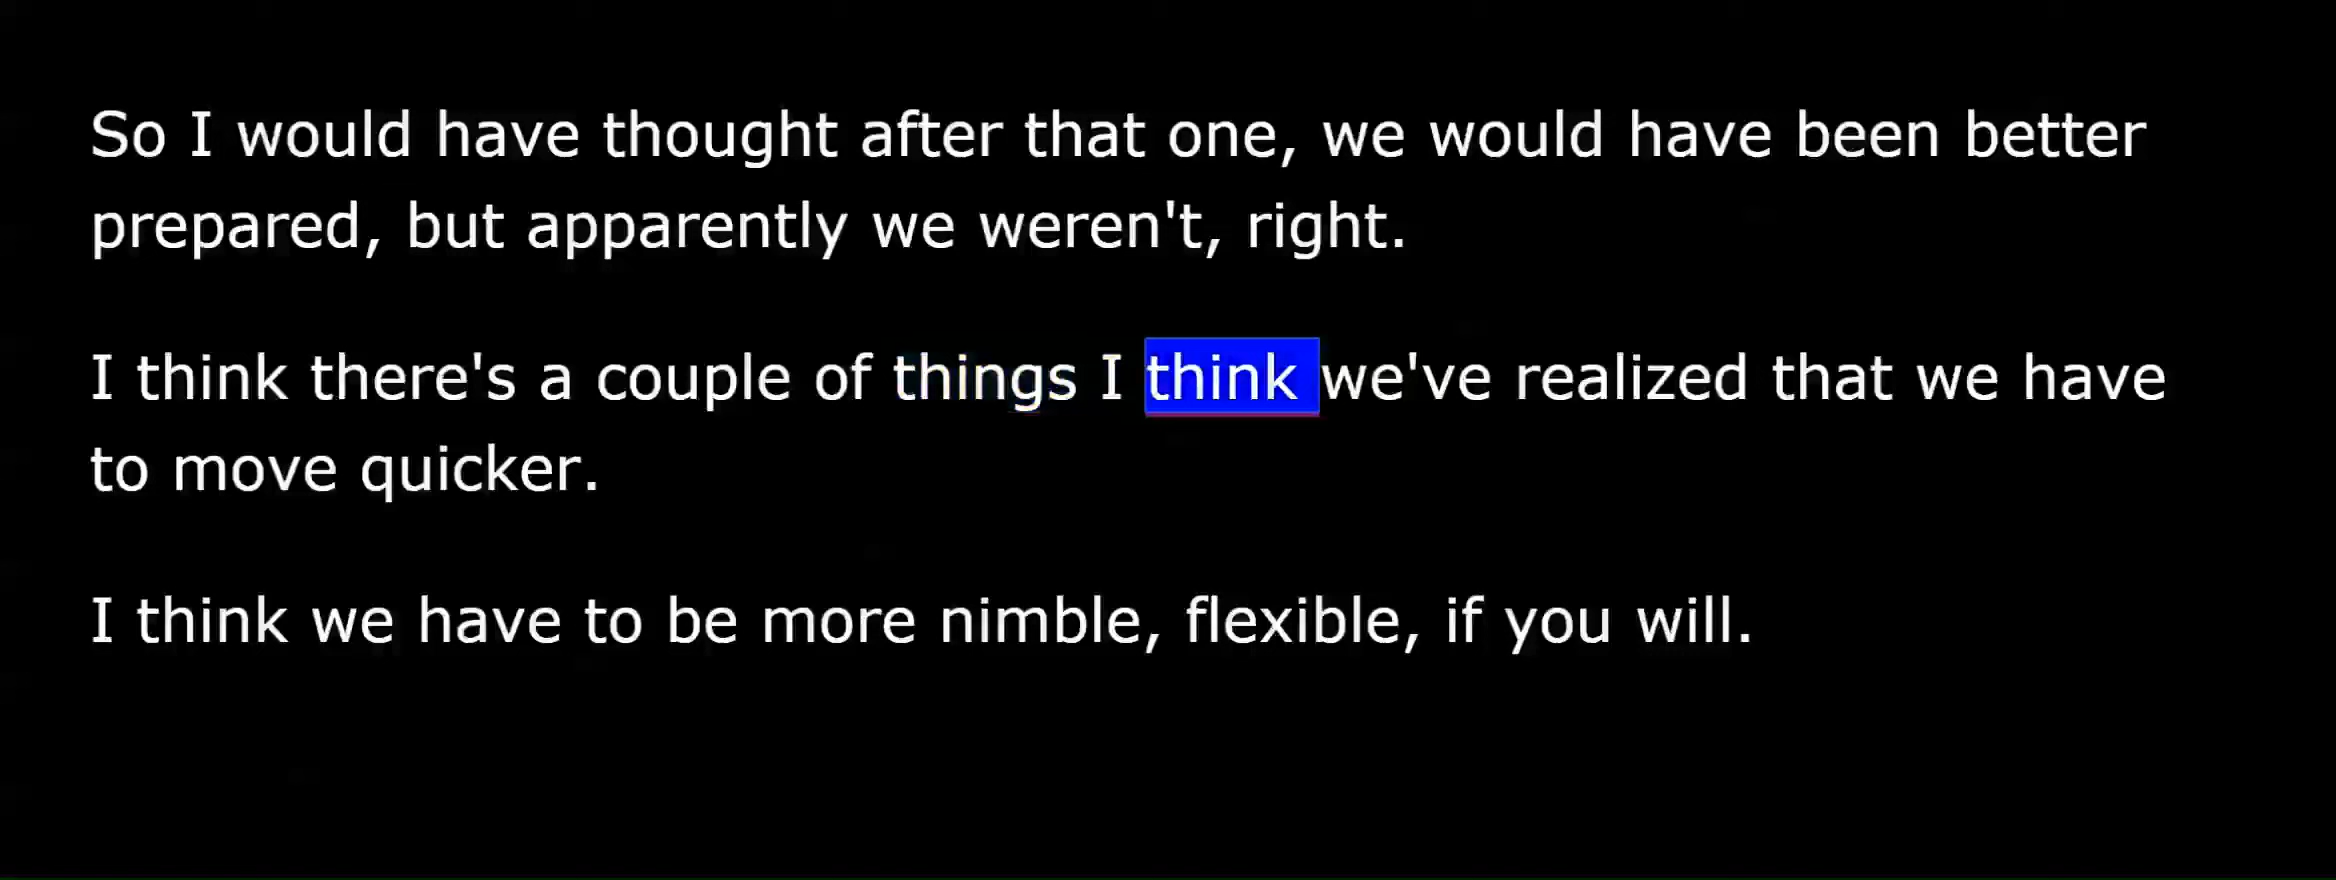 So I would have thought after that one, we would have been better
prepared, but apparently we weren't, right.
I think there's a couple of things I think we've realized that we have
to move quicker.
I think we have to be more nimble, flexible, if you will.